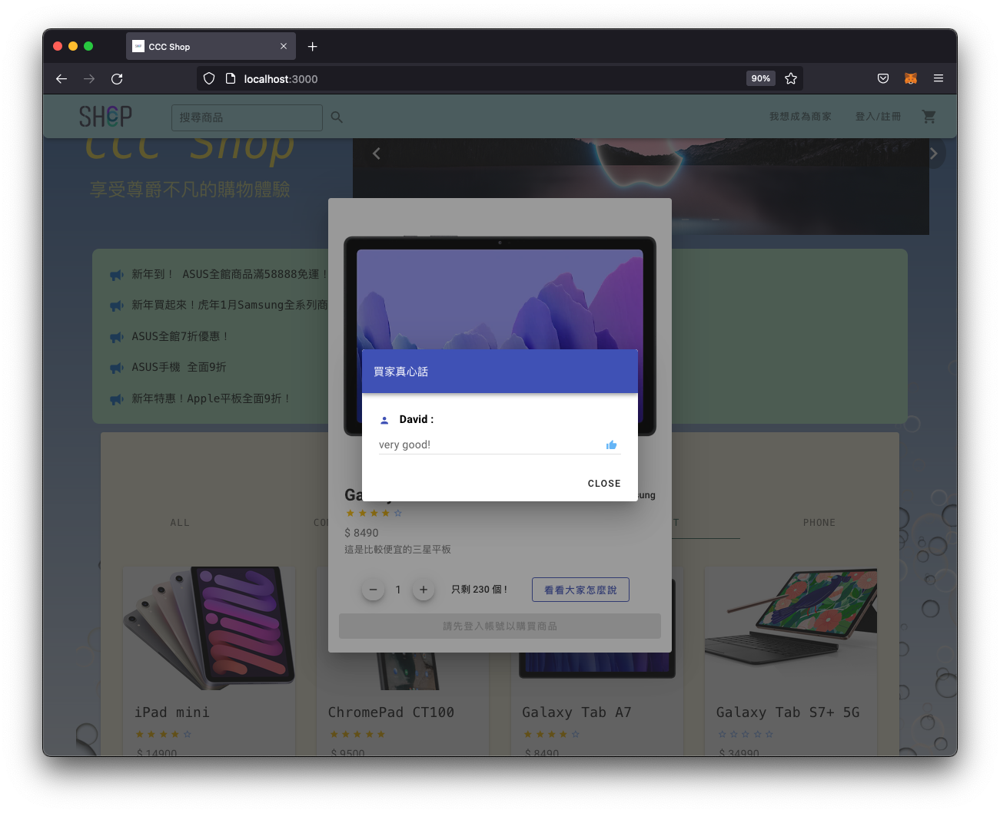 CCC Shop
localhost:3000
90%
SHCCP
搜尋商品
我想成為商家
登入/註冊
CCC Shop
享受尊爵不凡的購物體驗
新年到！ ASUS全館商品滿58888免運！
新年買起來！虎年1月Samsung全系列商
ASUS全館7折優惠！
ASUS手機 全面9折
新年特惠！Apple平板全面9折！
買家真心話
David :
very good!
CLOSE
$ 8490
這是比較便宜的三星平板
1
只剩 230 個 !
看看大家怎麼說
請先登入帳號以購買商品
ALL
PHONE
iPad mini
ChromePad CT100
Galaxy Tab A7
Galaxy Tab S7+ 5G
$ 14900
$ 9500
$ 8490
$ 34990